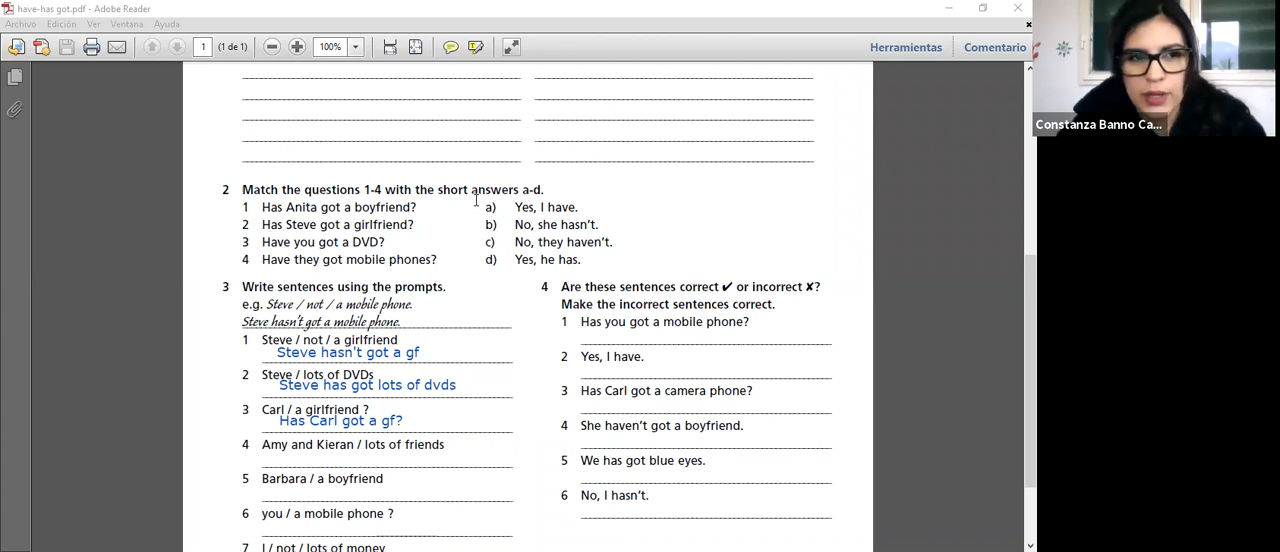 have-has got.pdf - Adobe Reader
Archivo Edición Ver Ventana Ayuda
1 (1 de 1) 100% Herramientas Comentario
2 Match the questions 1-4 with the short answers a-d.
1 Has Anita got a boyfriend? a) Yes, I have.
2 Has Steve got a girlfriend? b) No, she hasn't.
3 Have you got a DVD? c) No, they haven't.
4 Have they got mobile phones? d) Yes, he has.
3 Write sentences using the prompts.
e.g. Steve / not / a mobile phone.
Steve hasn't got a mobile phone.
1 Steve / not / a girlfriend
Steve hasn't got a gf
2 Steve / lots of DVDs
Steve has got lots of dvds
3 Carl / a girlfriend ?
Has Carl got a gf?
4 Amy and Kieran / lots of friends
5 Barbara / a boyfriend
6 you / a mobile phone ?
7 I / not / lots of money
4 Are these sentences correct ✔ or incorrect ✘?
Make the incorrect sentences correct.
1 Has you got a mobile phone?
2 Yes, I have.
3 Has Carl got a camera phone?
4 She haven't got a boyfriend.
5 We has got blue eyes.
6 No, I hasn't.
Constanza Banno Ca...